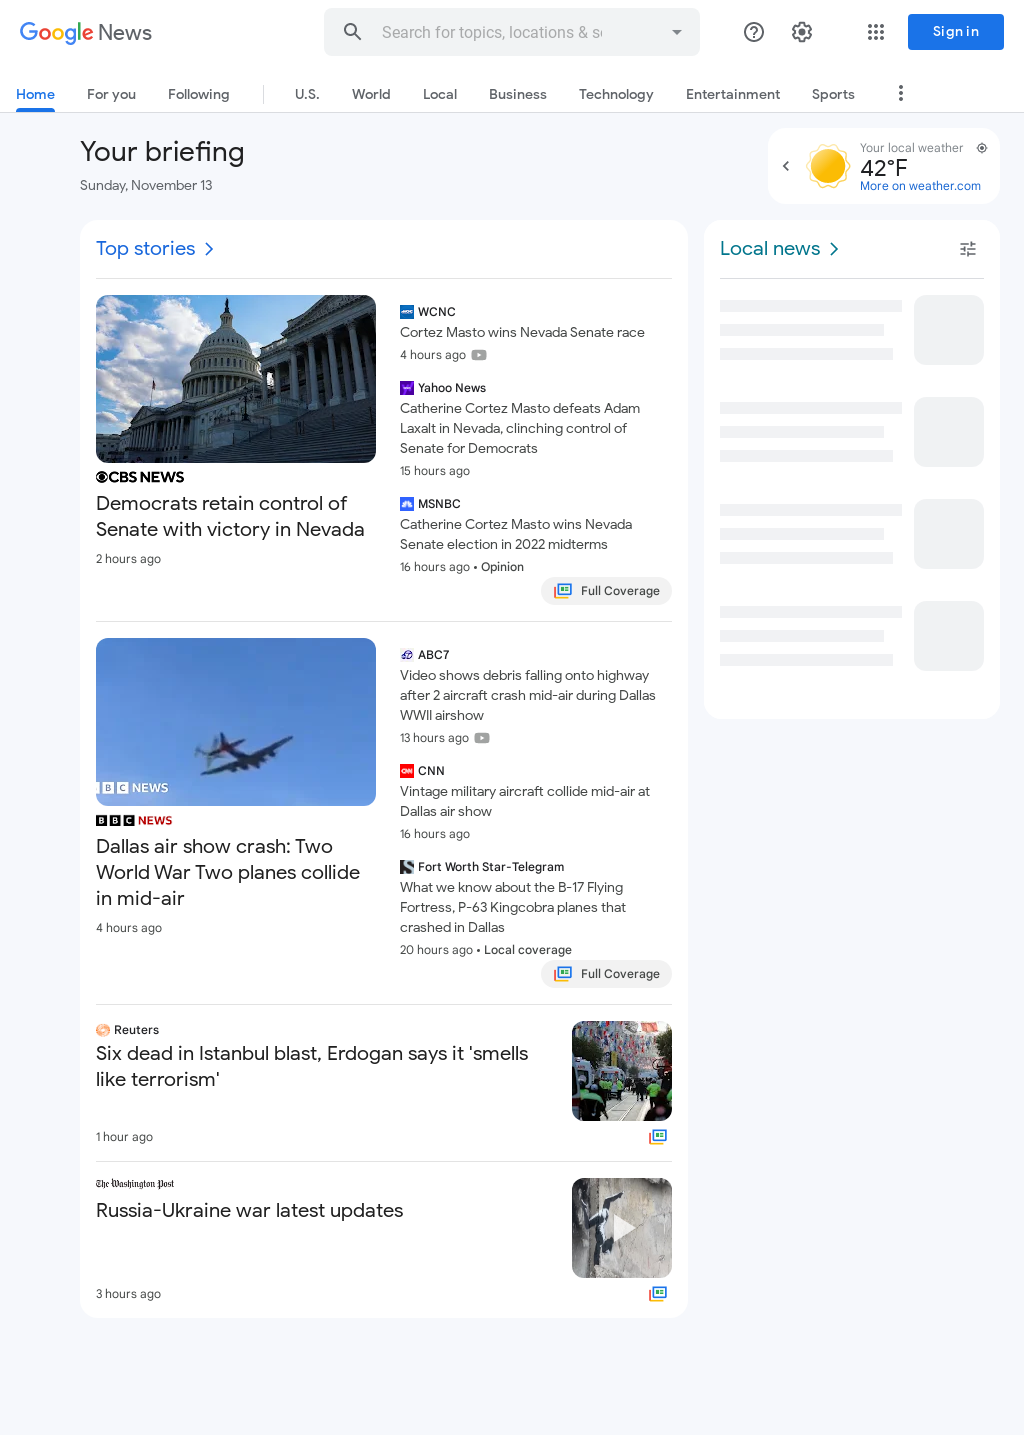 Google News
Search for topics, locations & so
Sign in
Home
For you
Following
U.S.
World
Local
Business
Technology
Entertainment
Sports
Your briefing
Sunday, November 13
Your local weather
42°F
More on weather.com
Top stories
CBS NEWS
Democrats retain control of
Senate with victory in Nevada
2 hours ago
WCNC
Cortez Masto wins Nevada Senate race
4 hours ago
Yahoo News
Catherine Cortez Masto defeats Adam
Laxalt in Nevada, clinching control of
Senate for Democrats
15 hours ago
MSNBC
Catherine Cortez Masto wins Nevada
Senate election in 2022 midterms
16 hours ago • Opinion
Full Coverage
B C NEWS
BBC NEWS
Dallas air show crash: Two
World War Two planes collide
in mid-air
4 hours ago
ABC7
Video shows debris falling onto highway
after 2 aircraft crash mid-air during Dallas
WWII airshow
13 hours ago
CNN
Vintage military aircraft collide mid-air at
Dallas air show
16 hours ago
Fort Worth Star-Telegram
What we know about the B-17 Flying
Fortress, P-63 Kingcobra planes that
crashed in Dallas
20 hours ago • Local coverage
Full Coverage
Reuters
Six dead in Istanbul blast, Erdogan says it 'smells
like terrorism'
1 hour ago
The Washington Post
Russia-Ukraine war latest updates
3 hours ago
Local news